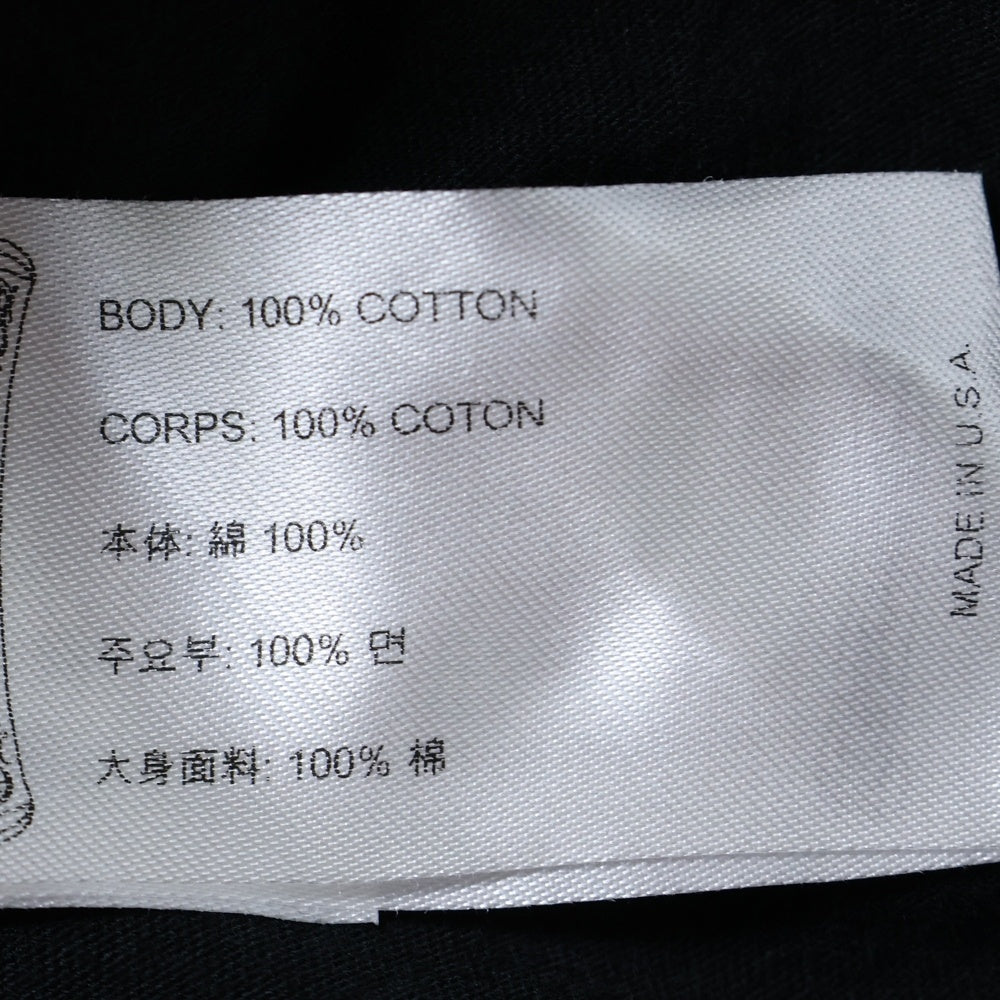 BODY: 100% COTTON
CORPS: 100% COTON
本体: 綿 100%
주요부: 100% 면
大身面料: 100% 棉
MADE IN U.S.A.